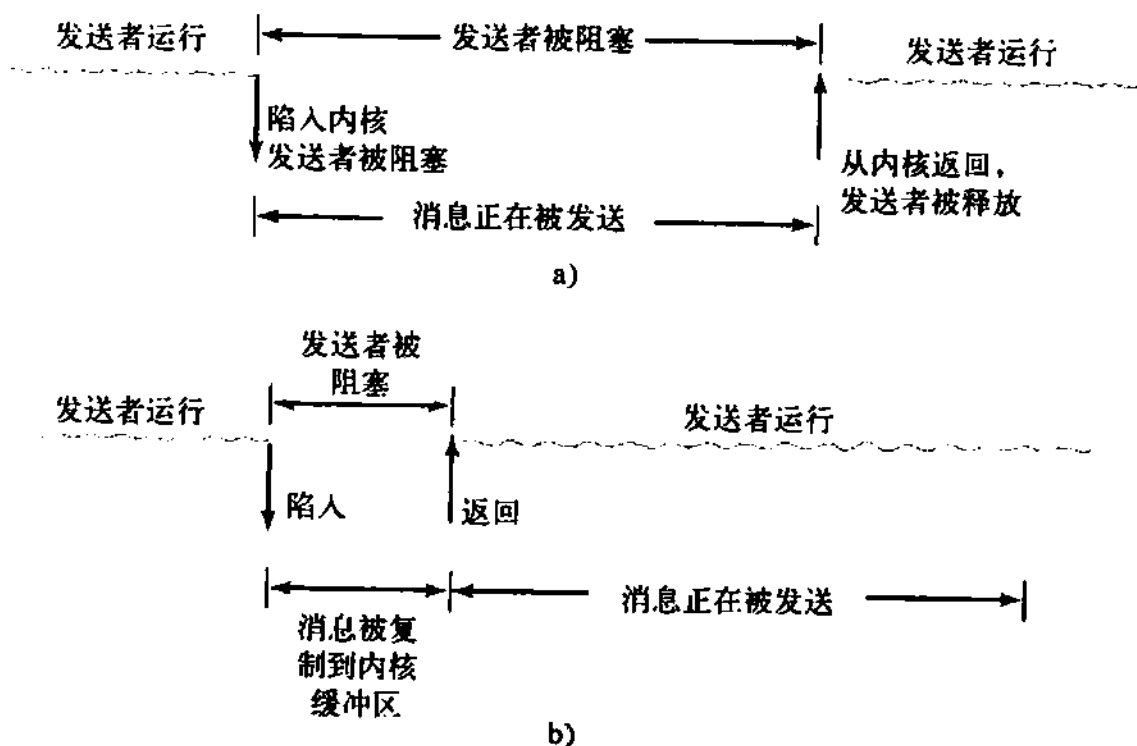 发送者运行
发送者被阻塞
发送者运行
陷入内核
发送者被阻塞
从内核返回,
发送者被释放
消息正在被发送
a)
发送者被
阻塞
发送者运行
发送者运行
陷入
返回
消息正在被发送
消息被复
制到内核
缓冲区
b)